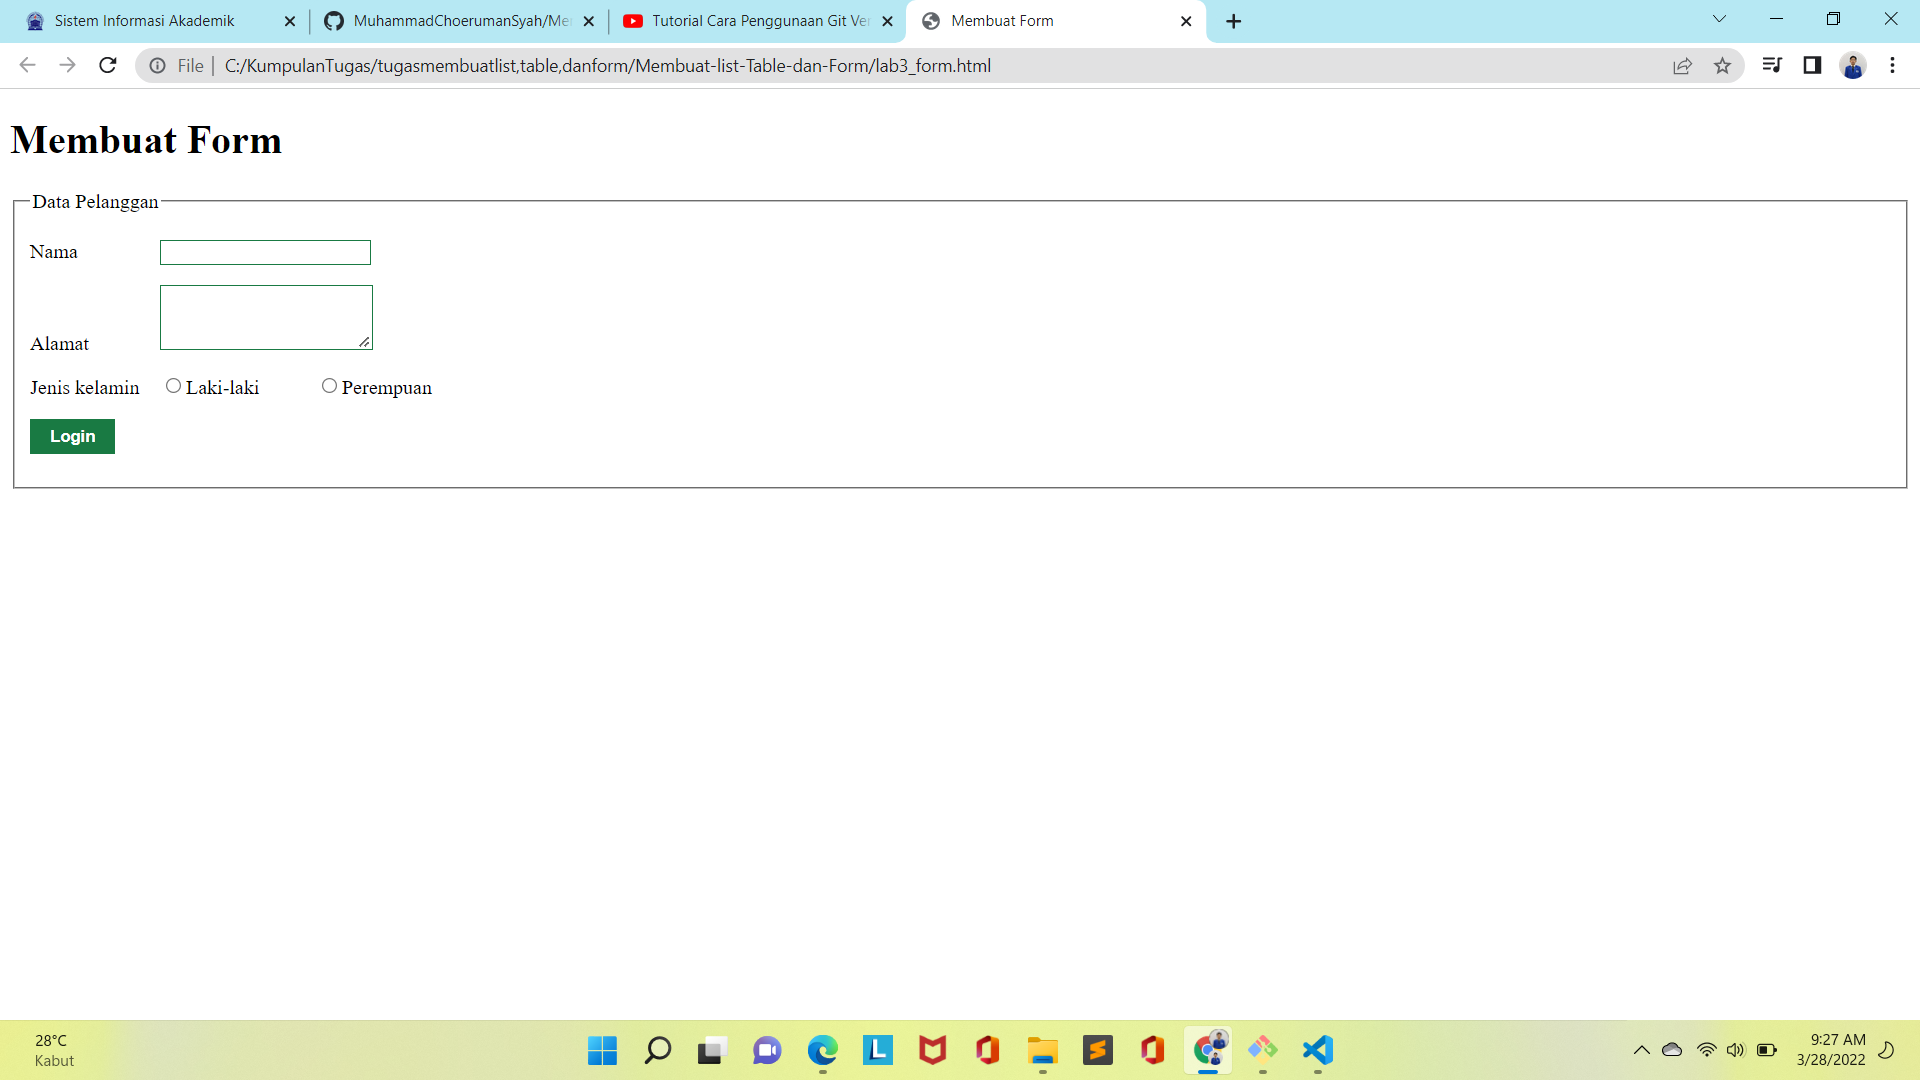 Sistem Informasi Akademik
MuhammadChoerumanSyah/Me
Tutorial Cara Penggunaan Git Ver
Membuat Form
File | C:/KumpulanTugas/tugasmembuatlist,table,danform/Membuat-list-Table-dan-Form/lab3_form.html
Membuat Form
Data Pelanggan
Nama
Alamat
Jenis kelamin Laki-laki Perempuan
Login
28°C
Kabut
9:27 AM
3/28/2022